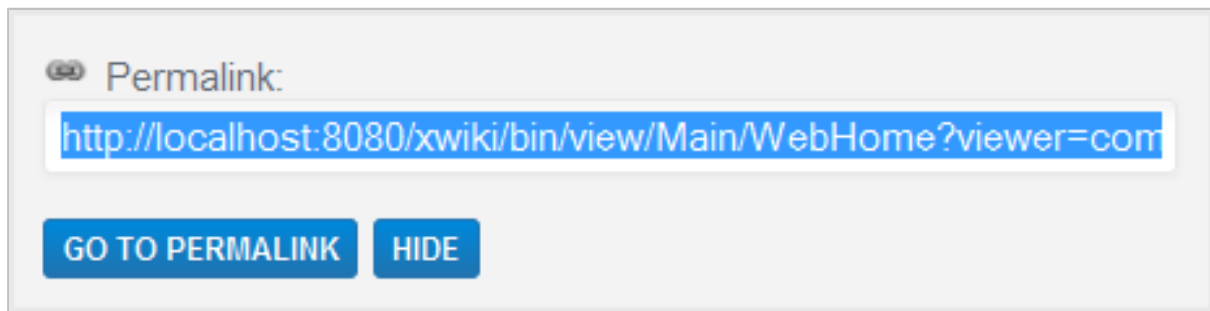 Permalink:
http://localhost:8080/xwiki/bin/view/Main/WebHome?viewer=com
GO TO PERMALINK HIDE